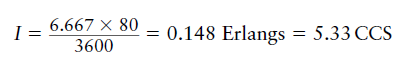 I = 6.667 × 80 / 3600 = 0.148 Erlangs = 5.33 CCS